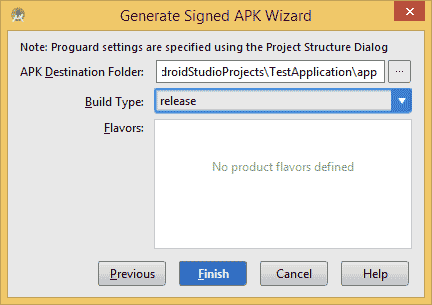 Generate Signed APK Wizard
Note: Proguard settings are specified using the Project Structure Dialog
APK Destination Folder: droidStudioProjects\TestApplication\app ...
Build Type: release
Flavors:
No product flavors defined
Previous Finish Cancel Help